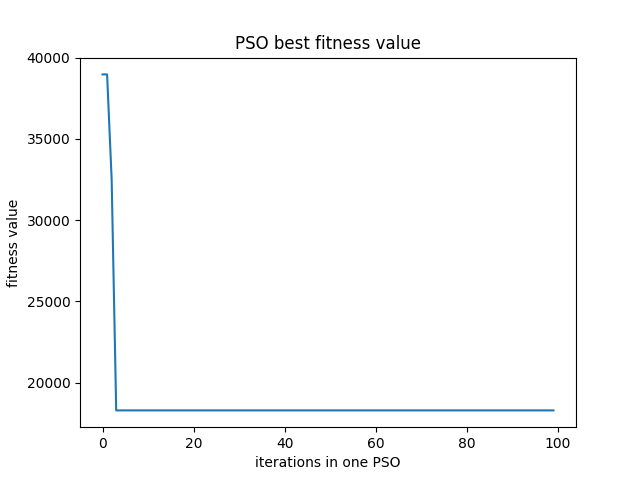 PSO best fitness value
40000
35000
30000
25000
20000
fitness value
0 20 40 60 80 100
iterations in one PSO